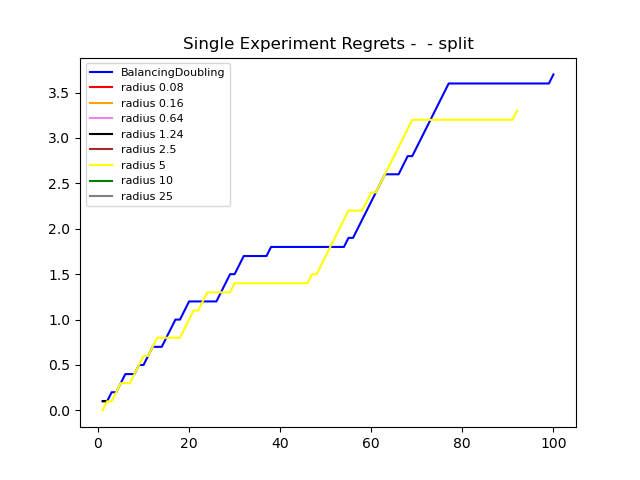 Single Experiment Regrets -  - split
BalancingDoubling
radius 0.08
radius 0.16
radius 0.64
radius 1.24
radius 2.5
radius 5
radius 10
radius 25
3.5
3.0
2.5
2.0
1.5
1.0
0.5
0.0
0 20 40 60 80 100